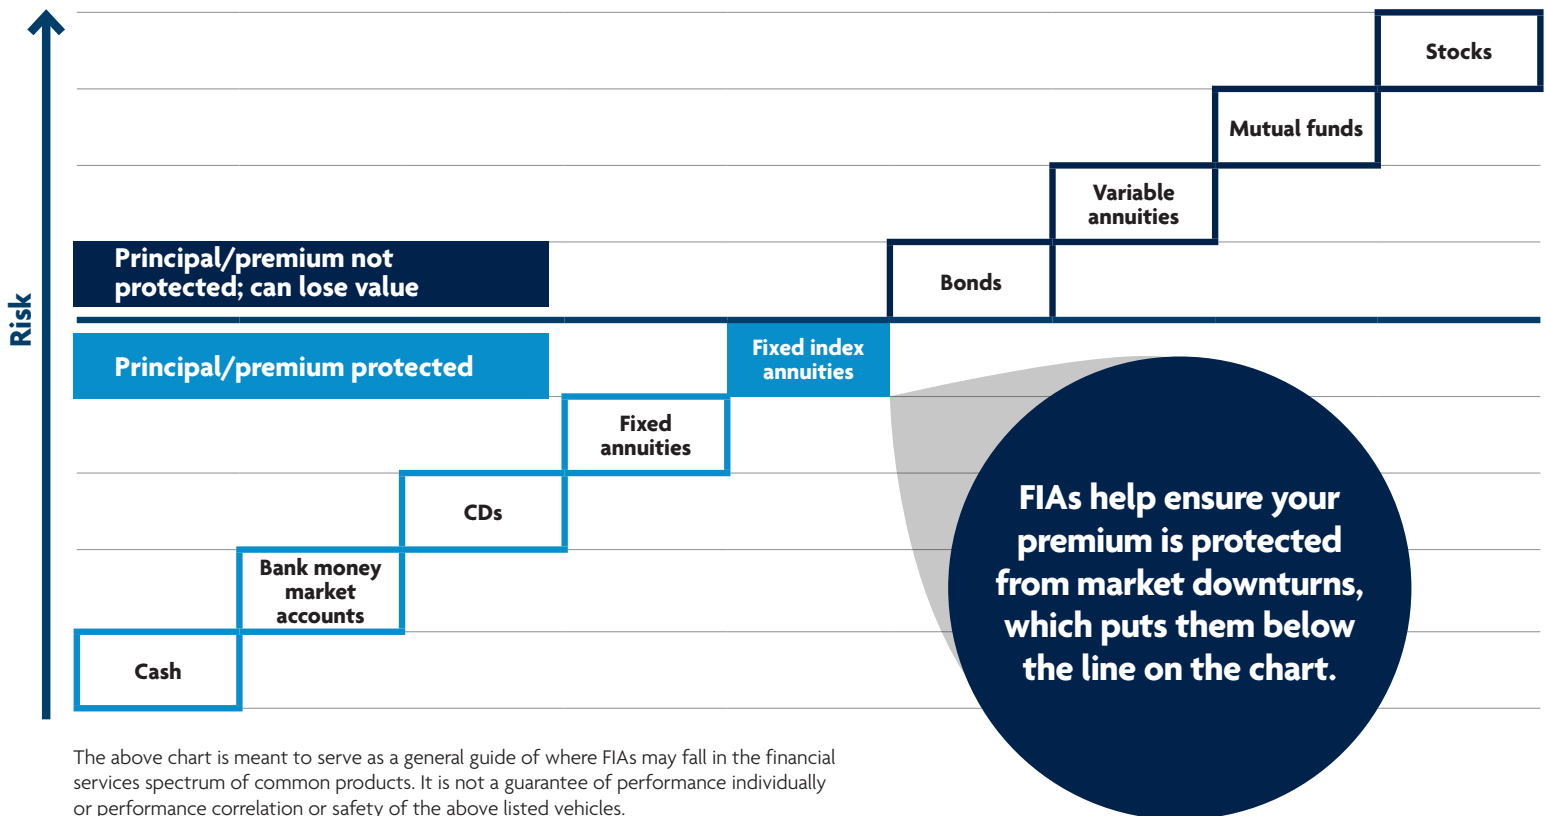 Stocks
Mutual funds
Variable
annuities
Principal/premium not
protected; can lose value
Bonds
Risk
Principal/premium protected
Fixed index
annuities
Fixed
annuities
CDs
Bank money
market
accounts
Cash
FIAs help ensure your
premium is protected
from market downturns,
which puts them below
the line on the chart.
The above chart is meant to serve as a general guide of where FIAs may fall in the financial
services spectrum of common products. It is not a guarantee of performance individually
or performance correlation or safety of the above listed vehicles.